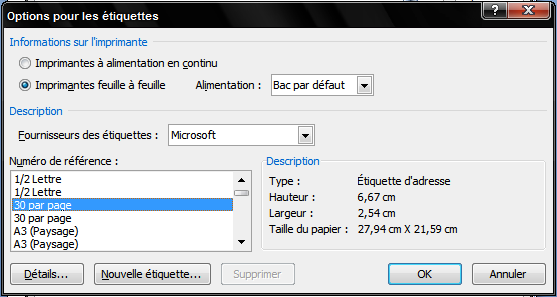 Options pour les étiquettes
Informations sur l'imprimante
Imprimantes à alimentation en continu
Imprimantes feuille à feuille Alimentation : Bac par défaut
Description
Fournisseurs des étiquettes : Microsoft
Numéro de référence :
1/2 Lettre
1/2 Lettre
30 par page
30 par page
A3 (Paysage)
A3 (Paysage)
Description
Type : Étiquette d'adresse
Hauteur : 6,67 cm
Largeur : 2,54 cm
Taille du papier : 27,94 cm X 21,59 cm
Détails... Nouvelle étiquette... Supprimer OK Annuler